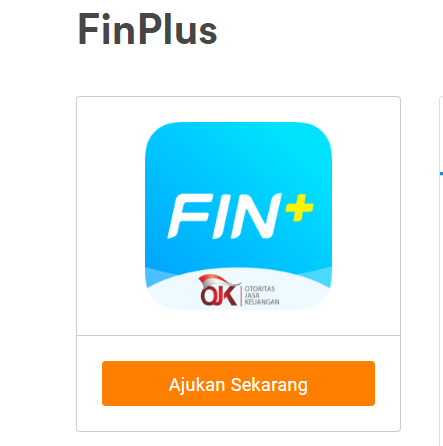 FinPlus
FIN+
OJK
OTORITAS
JASA
KEUANGAN
Ajukan Sekarang